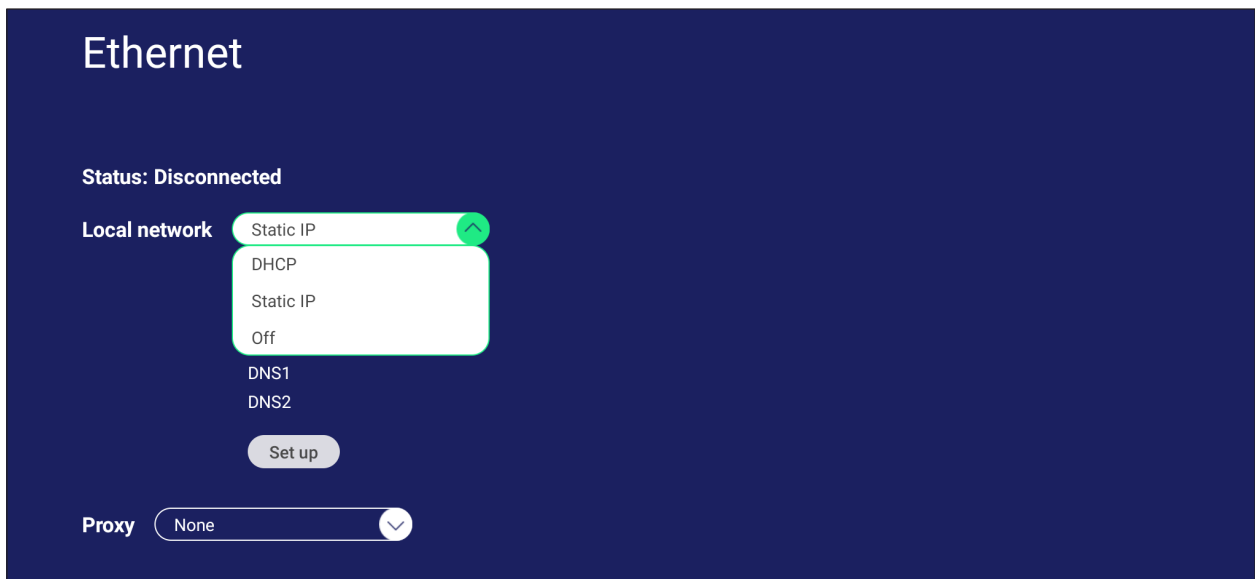 Ethernet
Status: Disconnected
Local network Static IP
DHCP
Static IP
Off
DNS1
DNS2
Set up
Proxy None